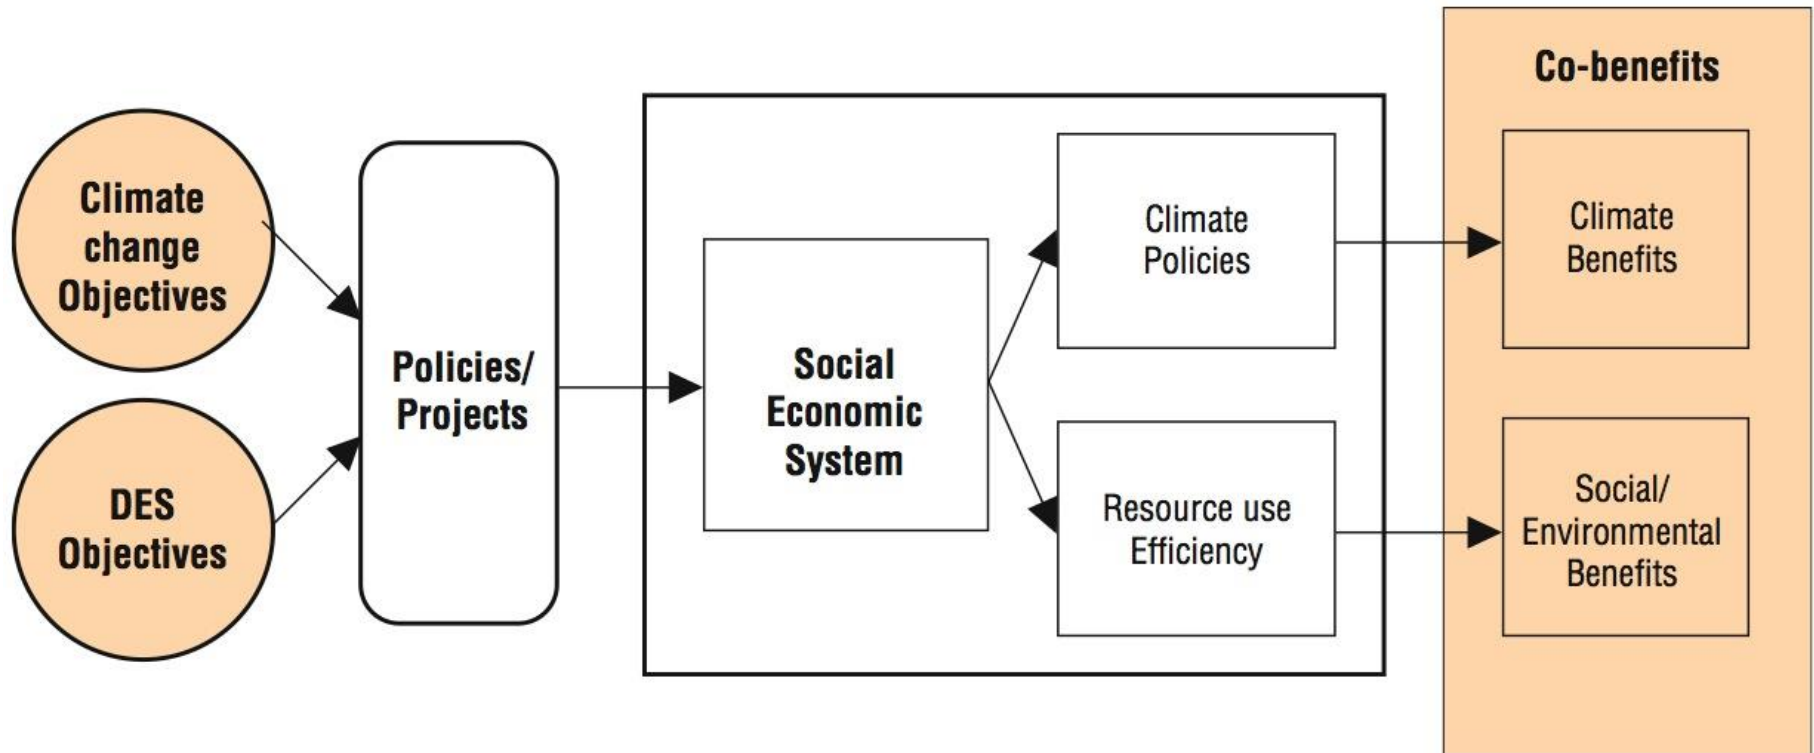 Climate
change
Objectives
DES
Objectives
Policies/
Projects
Social
Economic
System
Climate
Policies
Resource use
Efficiency
Co-benefits
Climate
Benefits
Social/
Environmental
Benefits